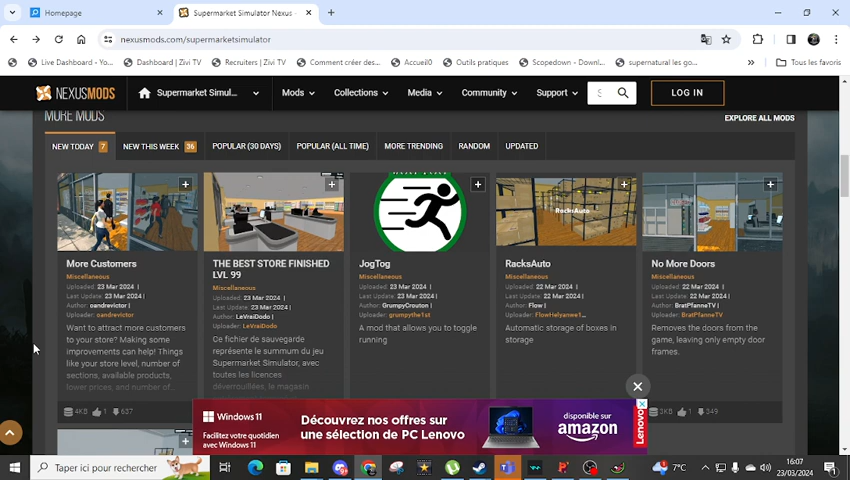 Homepage
Supermarket Simulator Nexus -
nexusmods.com/supermarketsimulator
Live Dashboard - Yo...
Dashboard | Zivi TV
Recruiters | Zivi TV
Comment créer des...
Accueil0
Outils pratiques
Scopedown - Downl...
supernatural les go...
»
Tous les favoris
NEXUSMODS
Supermarket Simul...
Mods
Collections
Media
Community
Support
LOG IN
MORE MODS
EXPLORE ALL MODS
NEW TODAY 7
NEW THIS WEEK 36
POPULAR (30 DAYS)
POPULAR (ALL TIME)
MORE TRENDING
RANDOM
UPDATED
More Customers
Miscellaneous
Uploaded: 23 Mar 2024 |
Last Update: 23 Mar 2024 |
Author: oandrevictor |
Uploader: oandrevictor
Want to attract more customers
to your store? Making some
improvements can help! Things
like your store level, number of
sections, available products,
lower prices, and number of...
4KB 1 637
THE BEST STORE FINISHED
LVL 99
Miscellaneous
Uploaded: 23 Mar 2024 |
Last Update: 23 Mar 2024 |
Author: LeVraiDodo |
Uploader: LeVraiDodo
Ce fichier de sauvegarde
représente le summum du jeu
Supermarket Simulator, avec
toutes les licences
déverrouillées, le magasin
JogTog
Miscellaneous
Uploaded: 23 Mar 2024 |
Last Update: 23 Mar 2024 |
Author: GrumpyCrouton |
Uploader: grumpythe1st
A mod that allows you to toggle
running
RacksAuto
RacksAuto
Miscellaneous
Uploaded: 22 Mar 2024 |
Last Update: 22 Mar 2024 |
Author: Flow |
Uploader: FlowHelyanwe1...
Automatic storage of boxes in
storage
No More Doors
Miscellaneous
Uploaded: 22 Mar 2024 |
Last Update: 22 Mar 2024 |
Author: BratPfanneTV |
Uploader: BratPfanneTV
Removes the doors from the
game, leaving only empty door
frames.
3KB 1 349
Windows 11
Facilitez votre quotidien
avec Windows 11
Découvrez nos offres sur
une sélection de PC Lenovo
disponible sur
amazon
Lenovo
Taper ici pour rechercher
7°C
16:07
23/03/2024
1